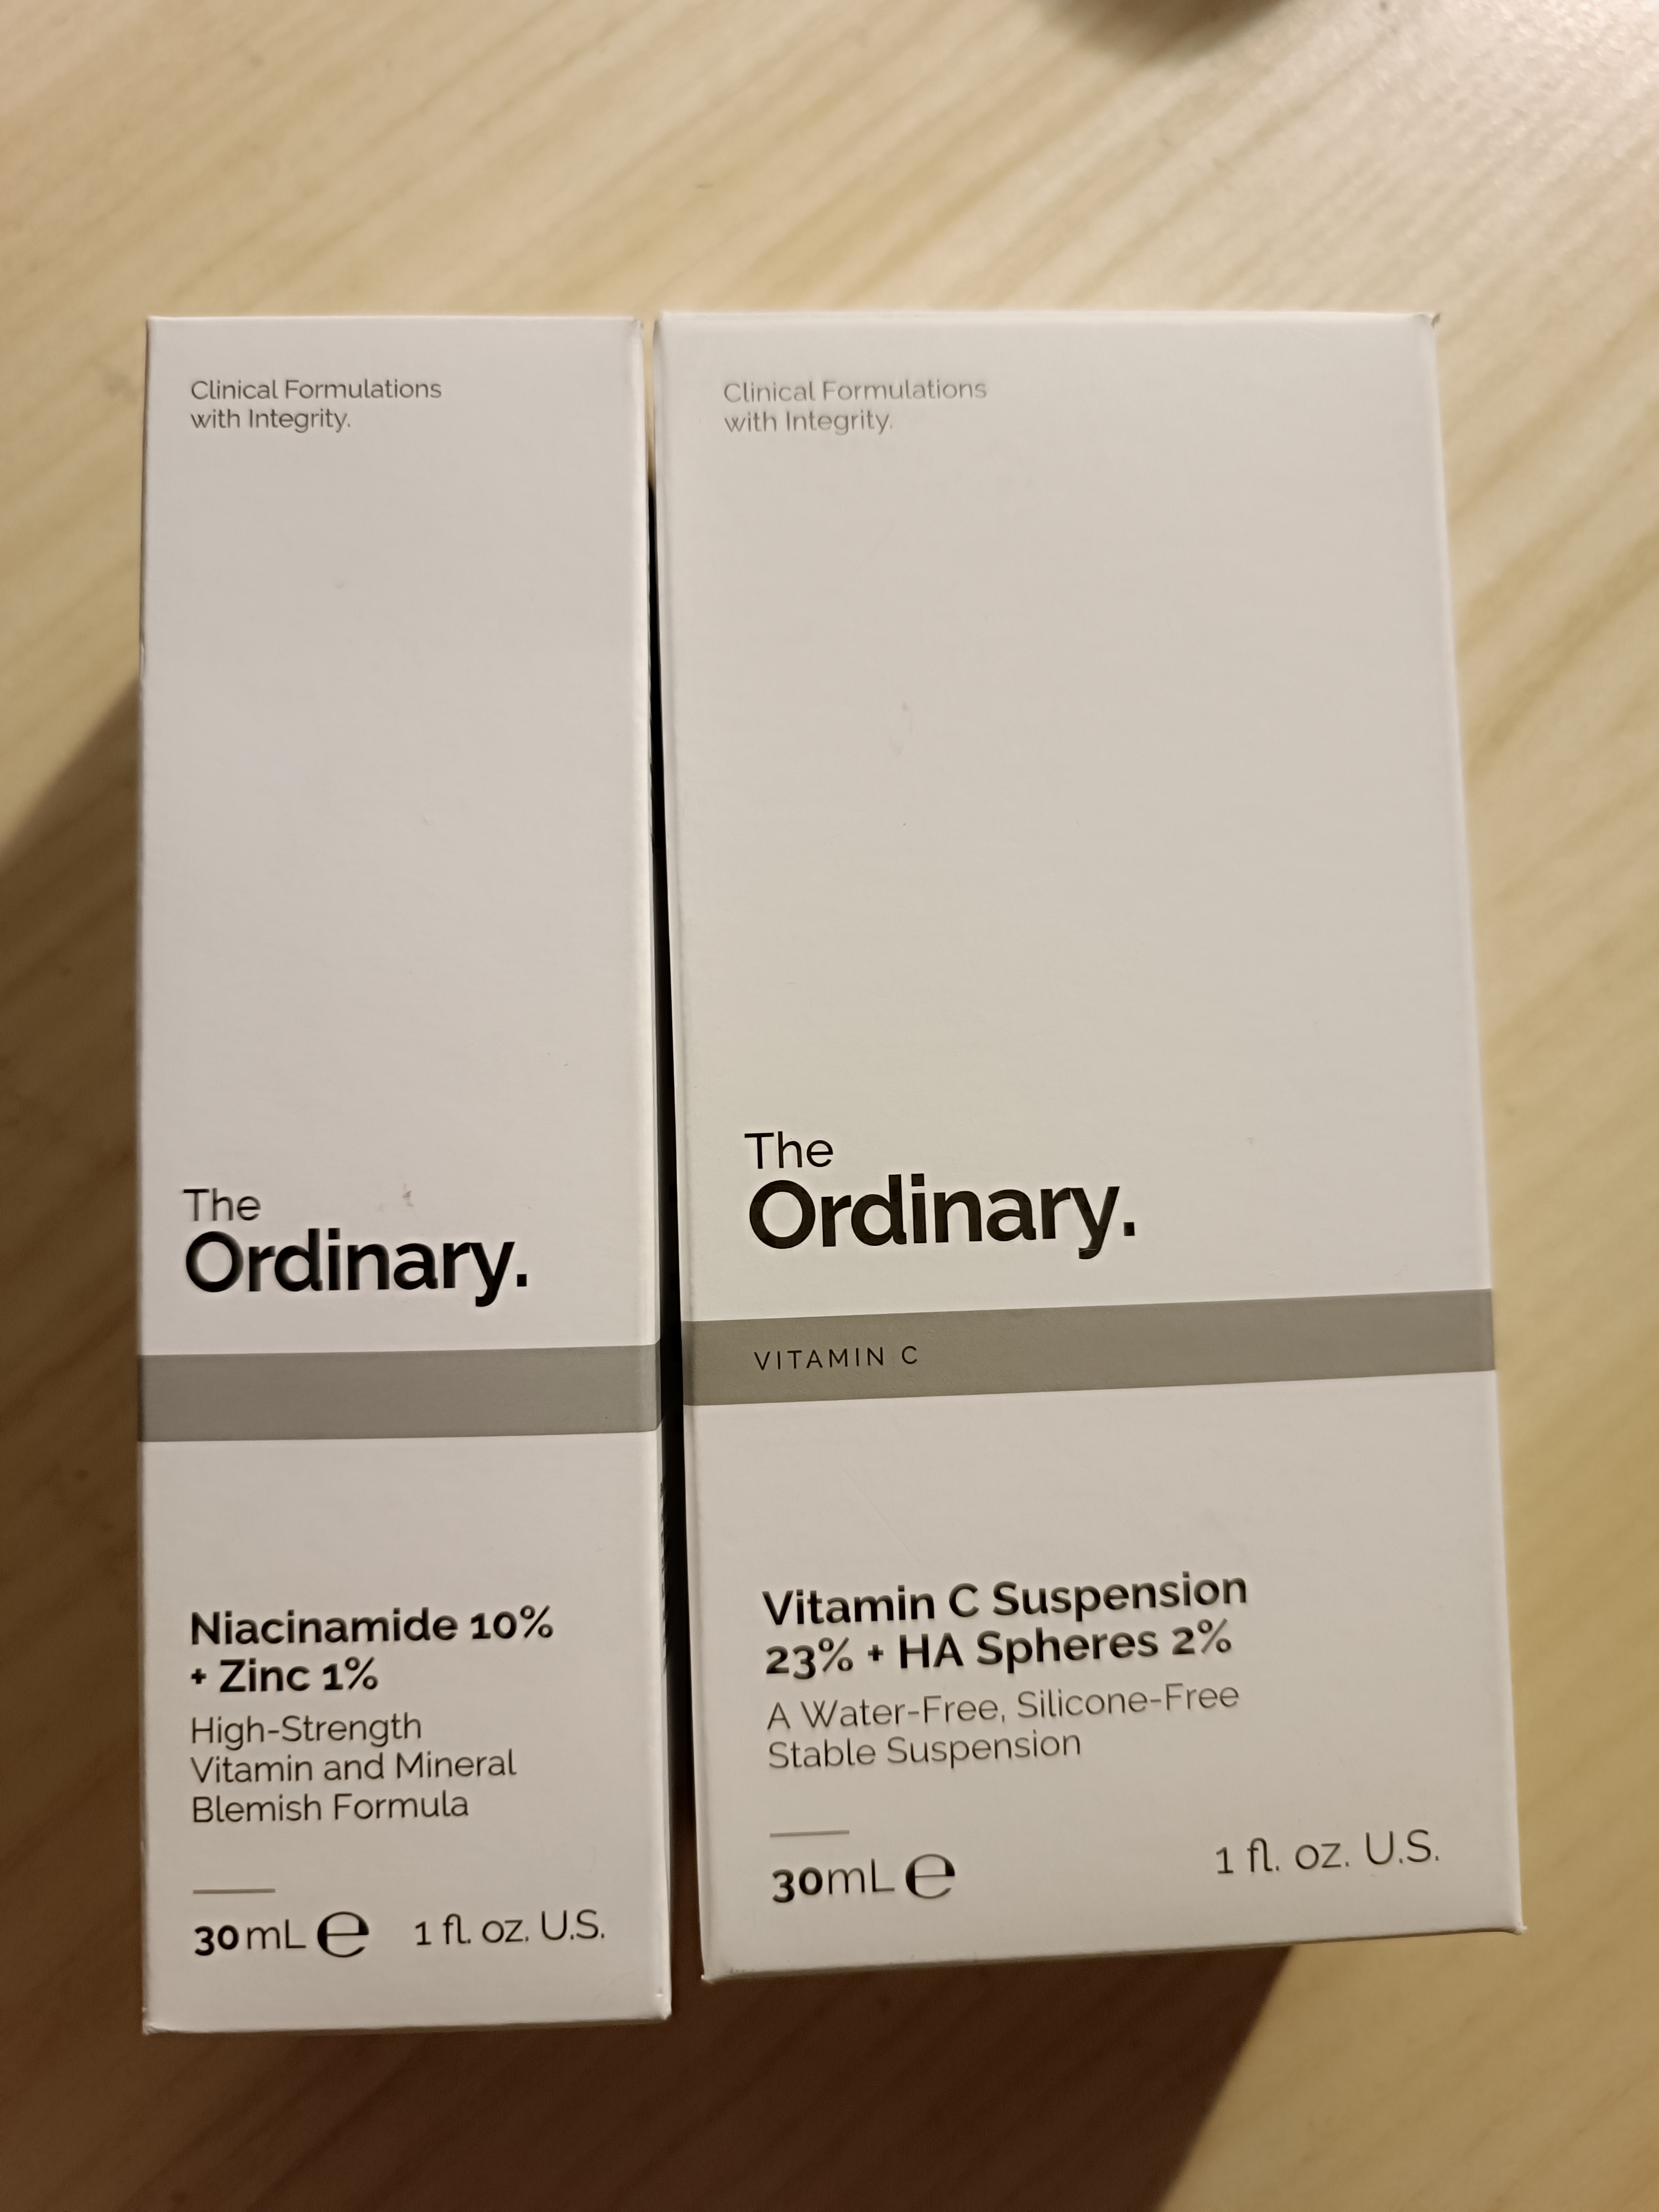 Clinical Formulations
with Integrity.
The
Ordinary.
Niacinamide 10%
+ Zinc 1%
High-Strength
Vitamin and Mineral
Blemish Formula
30mL ℮ 1 fl. oz. U.S.
Clinical Formulations
with Integrity.
The
Ordinary.
VITAMIN C
Vitamin C Suspension
23% + HA Spheres 2%
A Water-Free, Silicone-Free
Stable Suspension
30mL ℮ 1 fl. oz. U.S.